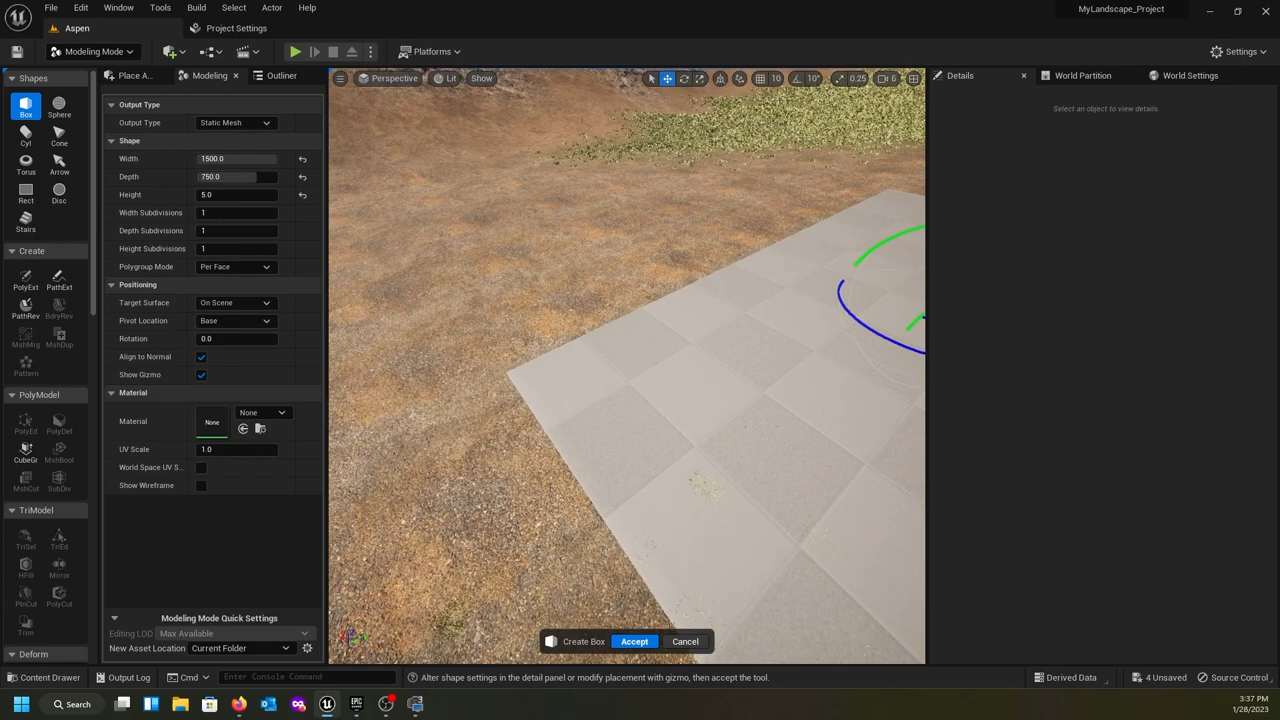 File Edit Window Tools Build Select Actor Help
MyLandscape_Project
Aspen
Project Settings
Modeling Mode
Platforms
Settings
Shapes
Box
Sphere
Cyl
Cone
Torus
Arrow
Rect
Disc
Stairs
Create
PolyExt
PathExt
PathRev
BdryRev
MshMrg
MshDup
Pattern
PolyModel
PolyEd
PolyDef
CubeGr
MshBool
MshCut
SubDiv
TriModel
TriSel
TriEd
HFill
Mirror
PlnCut
PolyCut
Trim
Deform
Place A...
Modeling
Outliner
Output Type
Output Type Static Mesh
Shape
Width 1500.0
Depth 750.0
Height 5.0
Width Subdivisions 1
Depth Subdivisions 1
Height Subdivisions 1
Polygroup Mode Per Face
Positioning
Target Surface On Scene
Pivot Location Base
Rotation 0.0
Align to Normal
Show Gizmo
Material
Material None None
UV Scale 1.0
World Space UV S...
Show Wireframe
Modeling Mode Quick Settings
Editing LOD Max Available
New Asset Location Current Folder
Perspective Lit Show
10 10° 0.25 6
Create Box Accept Cancel
Details
World Partition
World Settings
Select an object to view details.
Content Drawer
Output Log
Cmd
Enter Console Command
Alter shape settings in the detail panel or modify placement with gizmo, then accept the tool.
Derived Data
4 Unsaved
Source Control
Search
EPIC GAMES
3:37 PM
1/28/2023